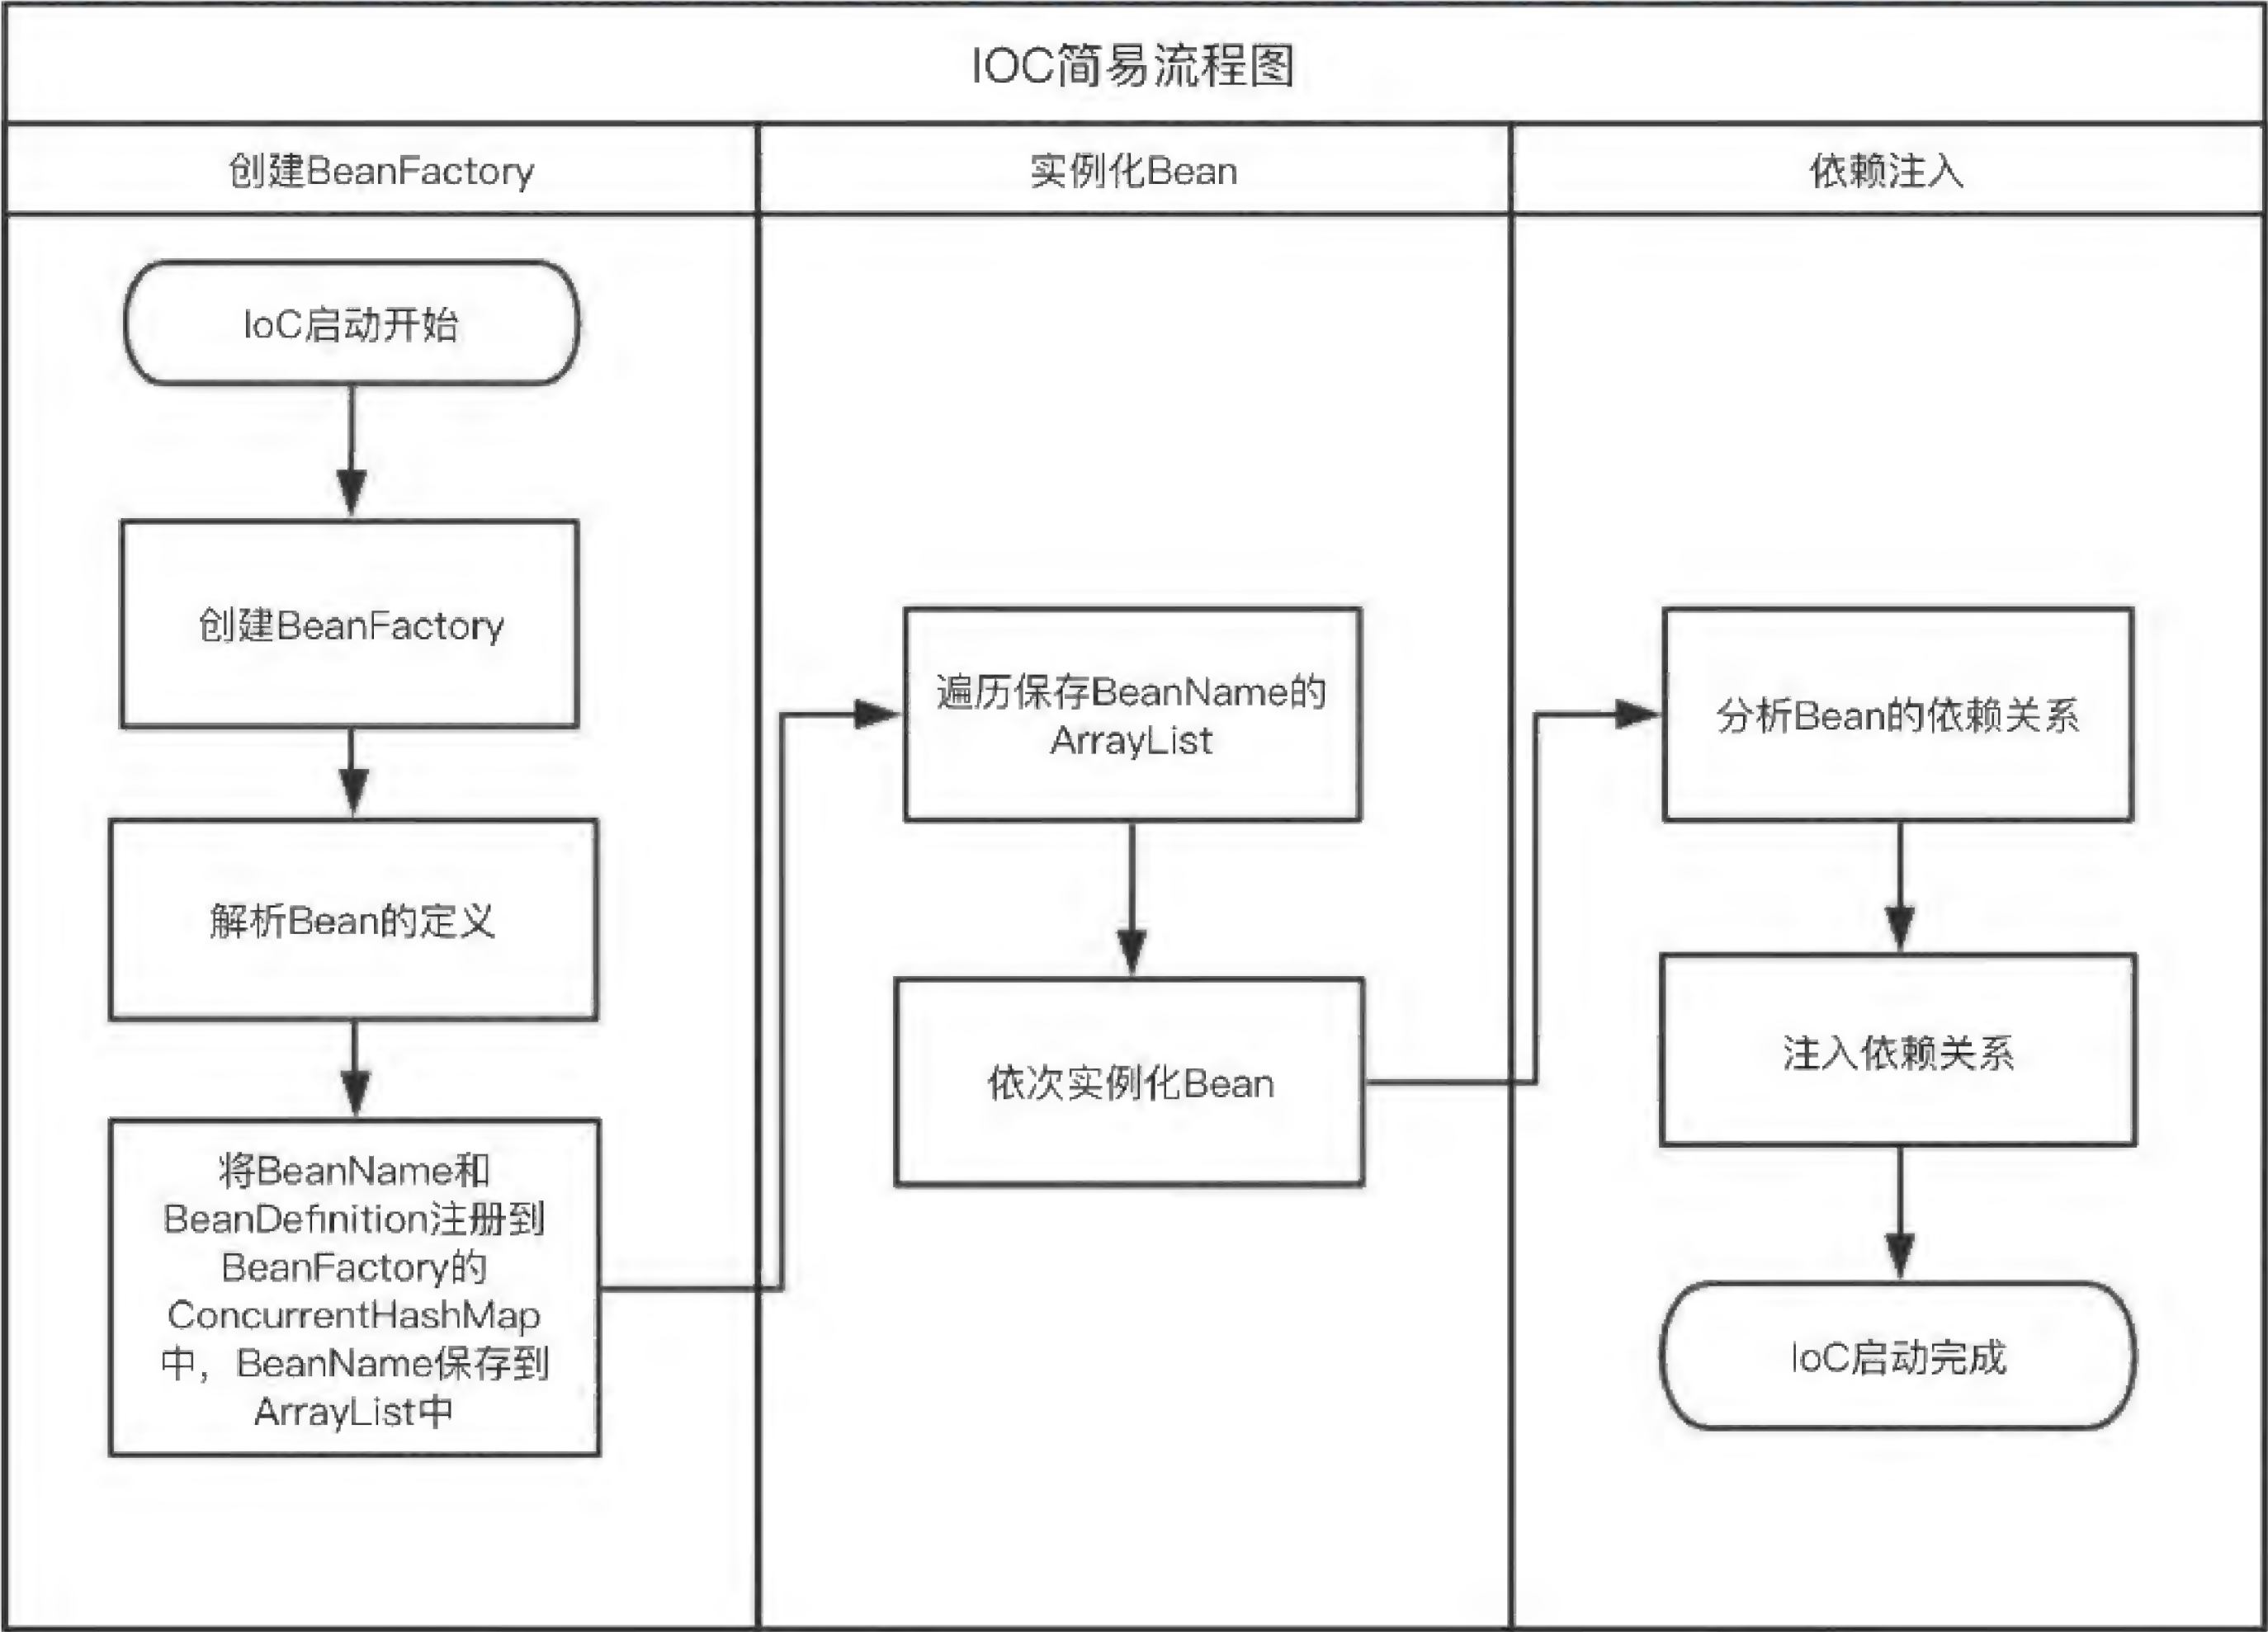 IOC简易流程图
创建BeanFactory
实例化Bean
依赖注入
IoC启动开始
创建BeanFactory
解析Bean的定义
将BeanName和
BeanDefinition注册到
BeanFactory的
ConcurrentHashMap
中，BeanName保存到
ArrayList中
遍历保存BeanName的
ArrayList
依次实例化Bean
分析Bean的依赖关系
注入依赖关系
IoC启动完成